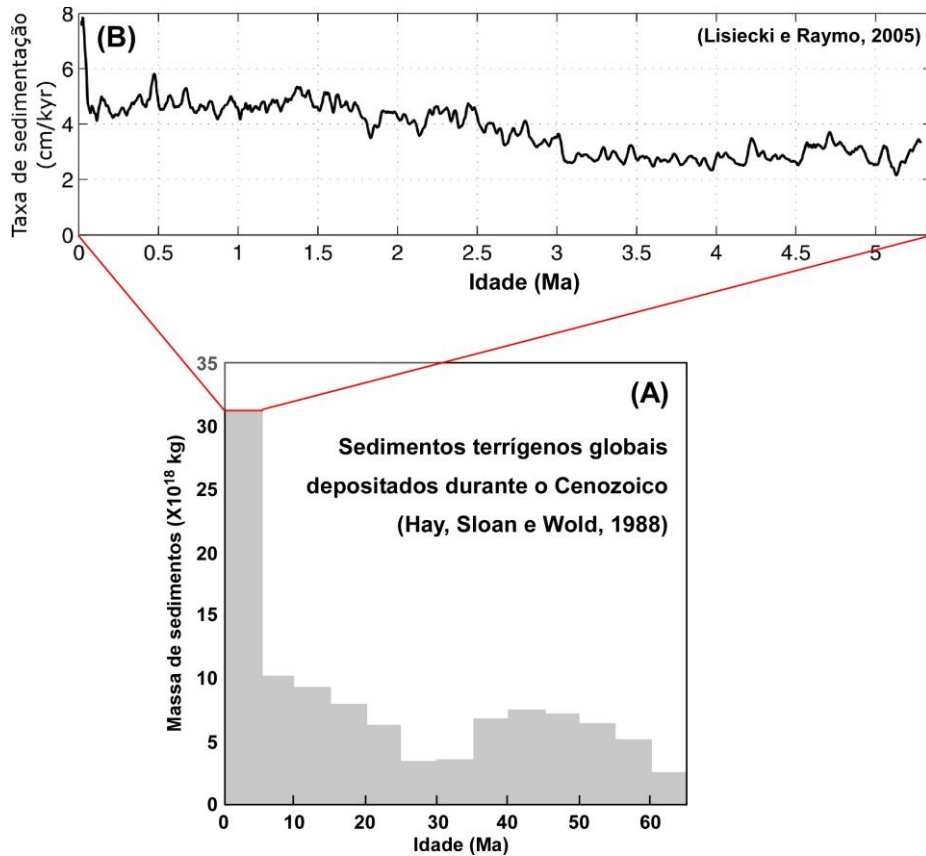 8
(B)
(Lisiecki e Raymo, 2005)
6
4
2
0
Taxa de sedimentação
(cm/kyr)
0 0.5 1 1.5 2 2.5 3 3.5 4 4.5 5
Idade (Ma)
35
(A)
30
Sedimentos terrígenos globais
depositados durante o Cenozoico
(Hay, Sloan e Wold, 1988)
25
20
15
10
5
0
Massa de sedimentos (X10¹⁸ kg)
0 10 20 30 40 50 60
Idade (Ma)